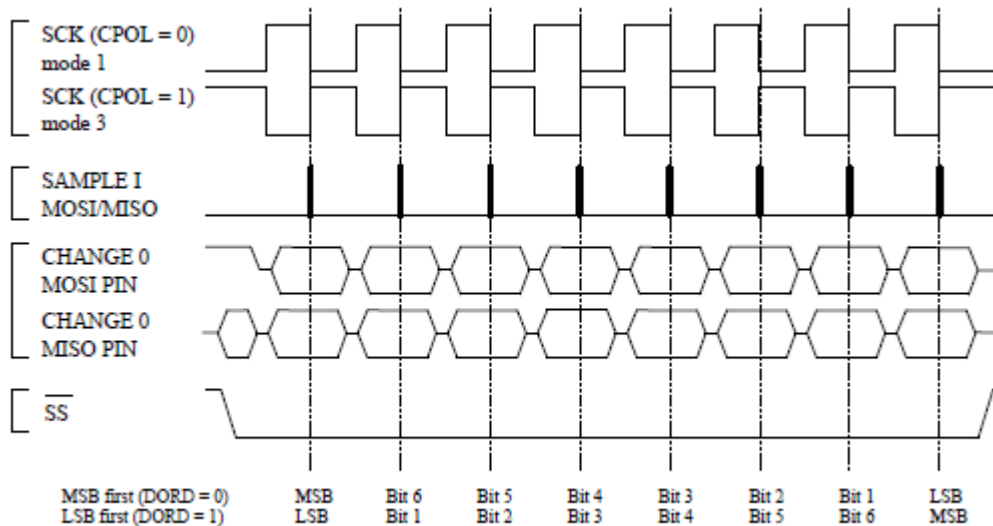 SCK (CPOL = 0)
mode 1
SCK (CPOL = 1)
mode 3
SAMPLE I
MOSI/MISO
CHANGE 0
MOSI PIN
CHANGE 0
MISO PIN
SS
MSB first (DORD = 0) MSB Bit 6 Bit 5 Bit 4 Bit 3 Bit 2 Bit 1 LSB
LSB first (DORD = 1) LSB Bit 1 Bit 2 Bit 3 Bit 4 Bit 5 Bit 6 MSB